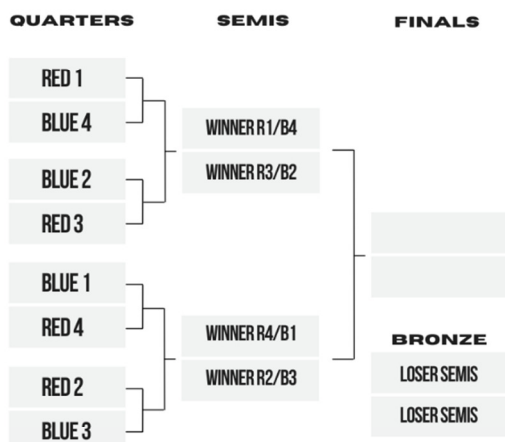 QUARTERS
RED 1
BLUE 4
BLUE 2
RED 3
BLUE 1
RED 4
RED 2
BLUE 3
SEMIS
WINNER R1/B4
WINNER R3/B2
WINNER R4/B1
WINNER R2/B3
FINALS
BRONZE
LOSER SEMIS
LOSER SEMIS